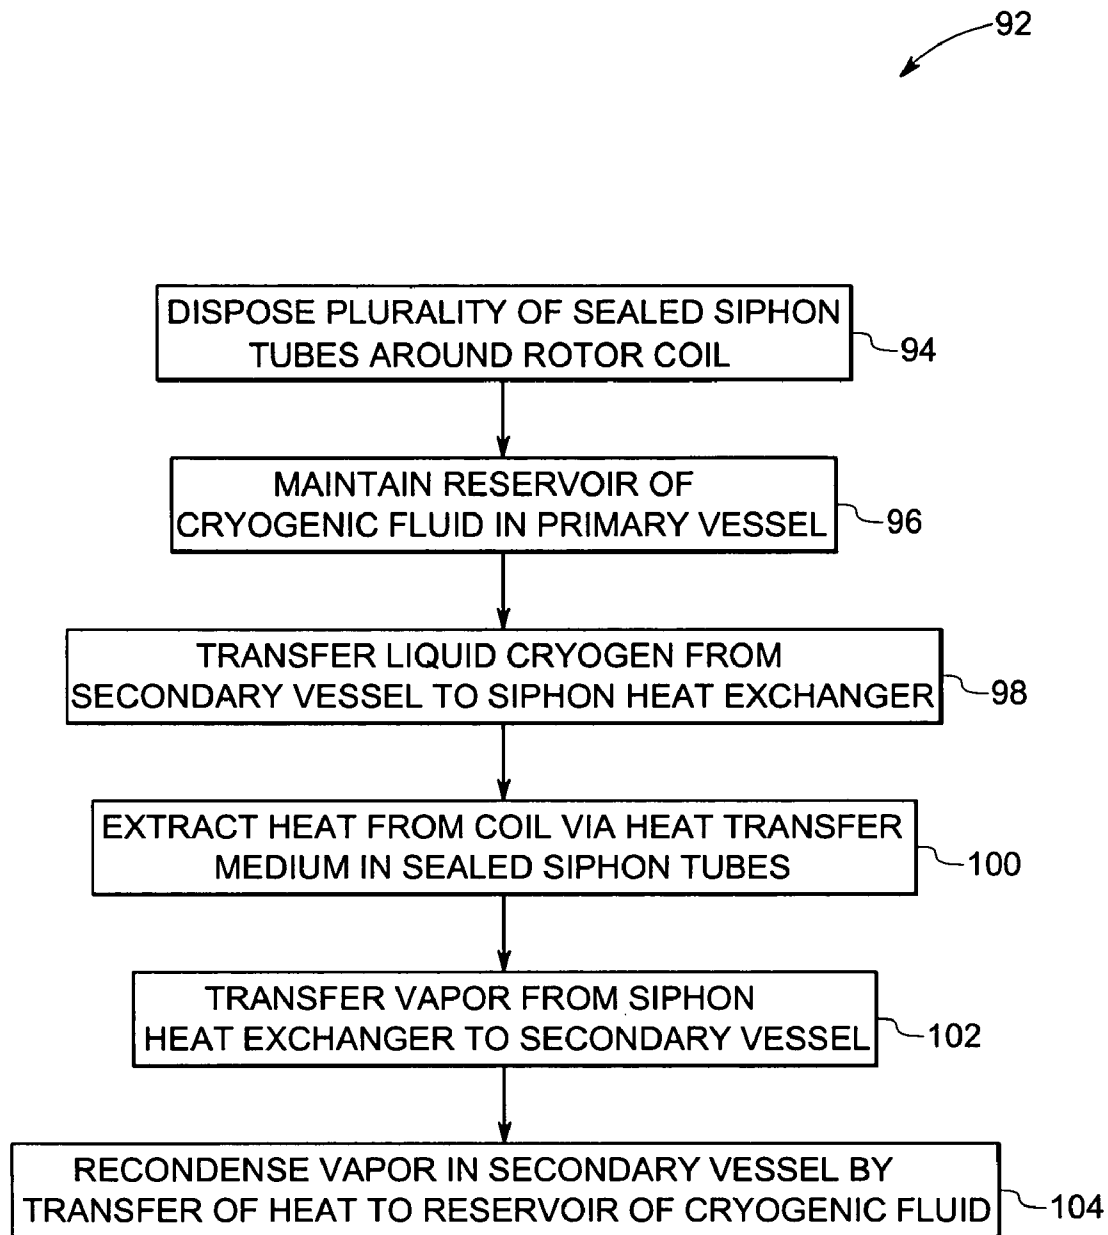 92
DISPOSE PLURALITY OF SEALED SIPHON
TUBES AROUND ROTOR COIL
94
MAINTAIN RESERVOIR OF
CRYOGENIC FLUID IN PRIMARY VESSEL
96
TRANSFER LIQUID CRYOGEN FROM
SECONDARY VESSEL TO SIPHON HEAT EXCHANGER
98
EXTRACT HEAT FROM COIL VIA HEAT TRANSFER
MEDIUM IN SEALED SIPHON TUBES
100
TRANSFER VAPOR FROM SIPHON
HEAT EXCHANGER TO SECONDARY VESSEL
102
RECONDENSE VAPOR IN SECONDARY VESSEL BY
TRANSFER OF HEAT TO RESERVOIR OF CRYOGENIC FLUID
104